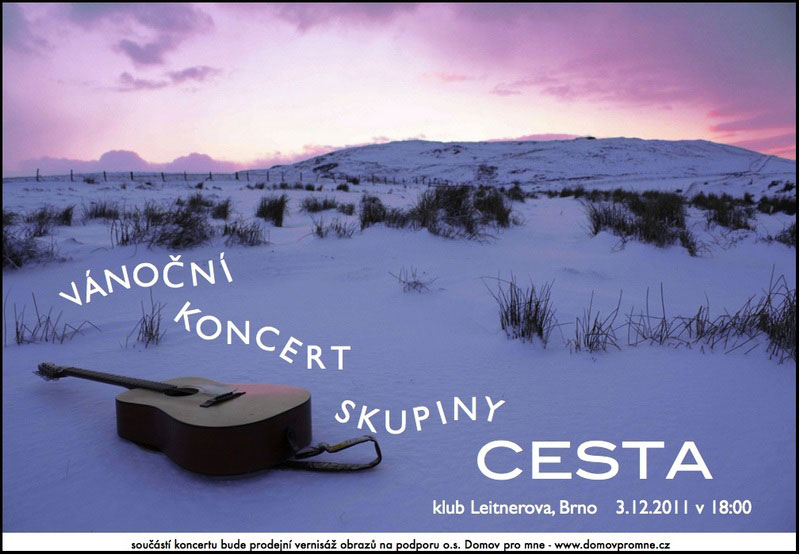 VÁNOČNÍ
KONCERT
SKUPINY
CESTA
klub Leitnerova, Brno 3.12.2011 v 18:00
součástí koncertu bude prodejní vernisáž obrazů na podporu o.s. Domov pro mne - www.domovpromne.cz